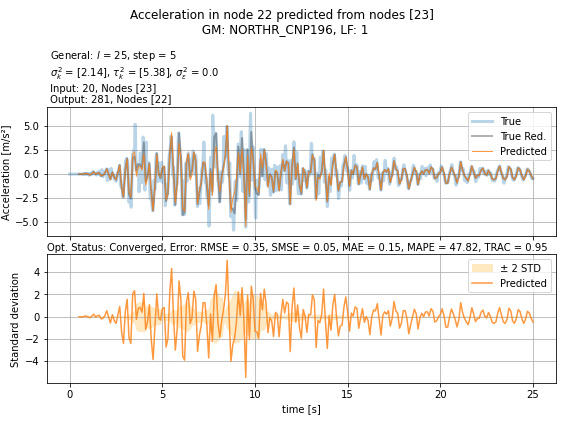 Acceleration in node 22 predicted from nodes [23]
GM: NORTHR_CNP196, LF: 1
General: l = 25, step = 5
σ²ₖ = [2.14], τ²ₖ = [5.38], σ²ε = 0.0
Input: 20, Nodes [23]
Output: 281, Nodes [22]
Acceleration [m/s²]
5.0
2.5
0.0
−2.5
−5.0
True
True Red.
Predicted
Opt. Status: Converged, Error: RMSE = 0.35, SMSE = 0.05, MAE = 0.15, MAPE = 47.82, TRAC = 0.95
Standard deviation
4
2
0
−2
−4
± 2 STD
Predicted
0 5 10 15 20 25
time [s]